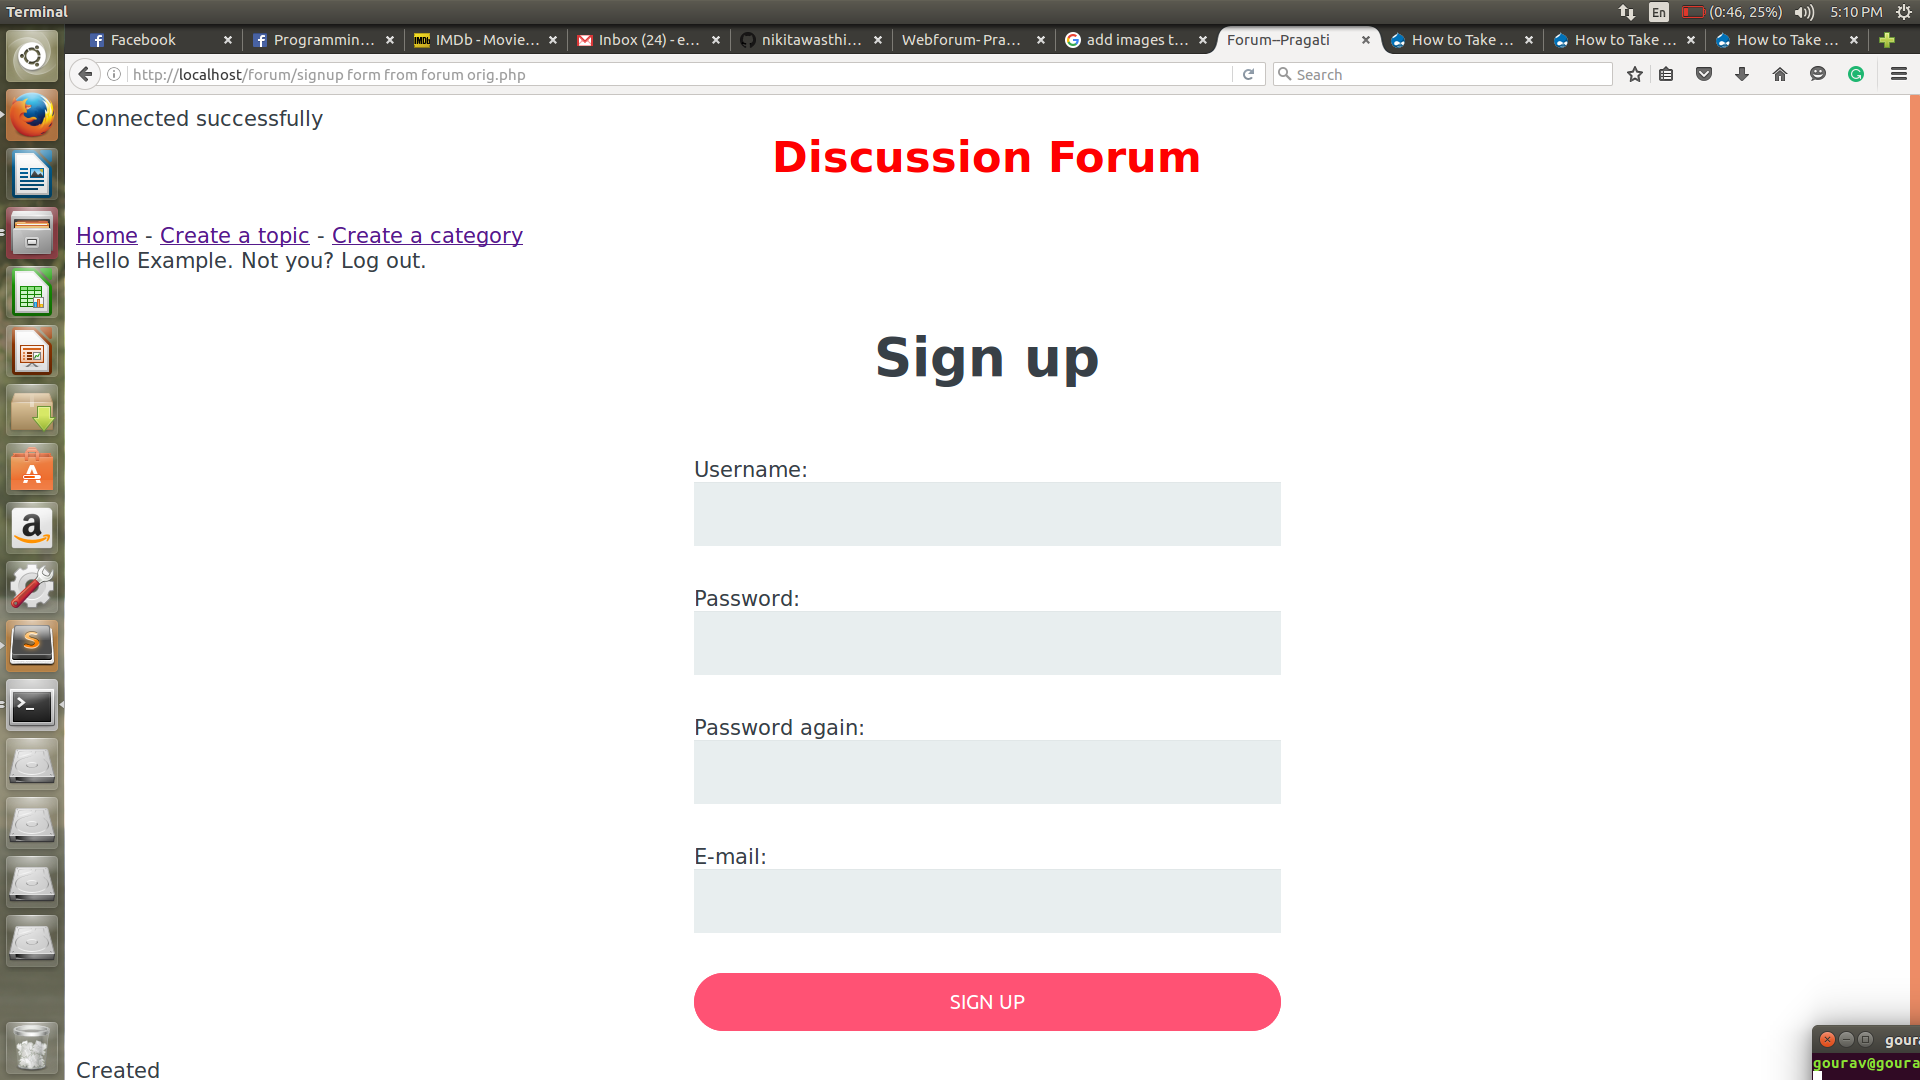 Terminal
En
(0:46, 25%)
5:10 PM
Facebook
Programmin...
IMDb
IMDb - Movie...
Inbox (24) - e...
nikitawasthi...
Webforum- Pra...
add images t...
Forum--Pragati
How to Take ...
How to Take ...
How to Take ...
http://localhost/forum/signup form from forum orig.php
Search
Connected successfully
Discussion Forum
Home - Create a topic - Create a category
Hello Example. Not you? Log out.
Sign up
Username:
Password:
Password again:
E-mail:
SIGN UP
Created
gour
gourav@goura